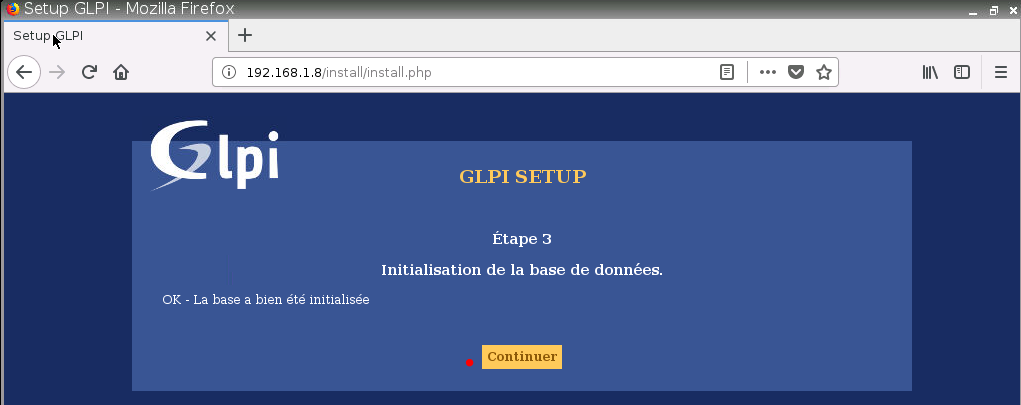 Setup GLPI - Mozilla Firefox
Setup GLPI
192.168.1.8/install/install.php
Glpi
GLPI SETUP
Étape 3
Initialisation de la base de données.
OK - La base a bien été initialisée
Continuer